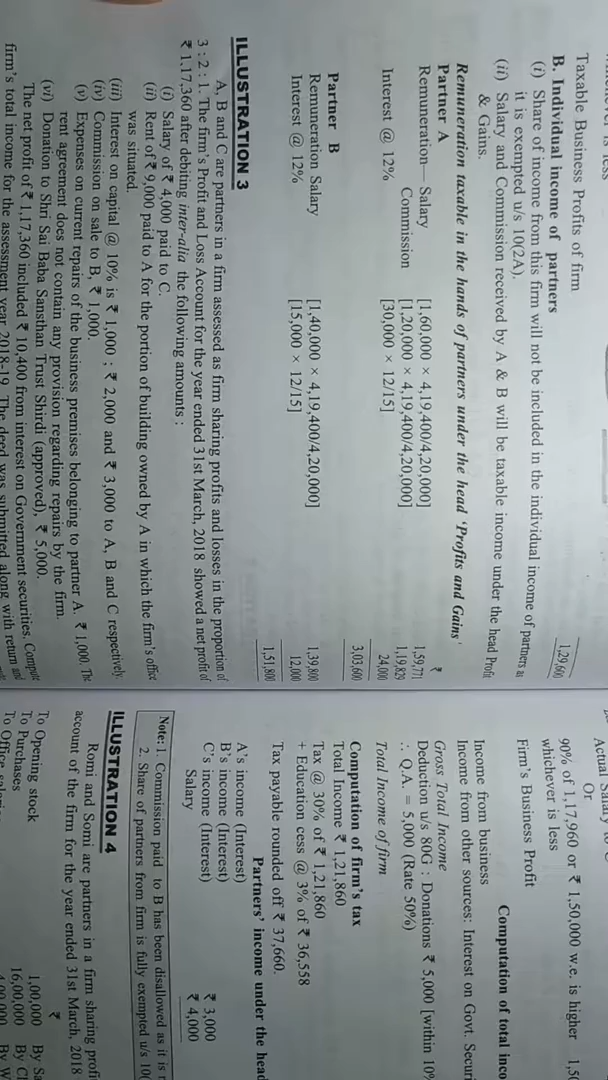 Taxable Business Profits of firm 1,29,600
B. Individual income of partners
(i) Share of income from this firm will not be included in the individual income of partners as
it is exempted u/s 10(2A).
(ii) Salary and Commission received by A & B will be taxable income under the head Profit
& Gains.
Remuneration taxable in the hands of partners under the head 'Profits and Gains'
Partner A ₹
Remuneration— Salary [1,60,000 × 4,19,400/4,20,000] 1,59,771
Commission [1,20,000 × 4,19,400/4,20,000] 1,19,829
Interest @ 12% [30,000 × 12/15] 24,000
3,03,600
Partner B
Remuneration Salary [1,40,000 × 4,19,400/4,20,000] 1,39,800
Interest @ 12% [15,000 × 12/15] 12,000
1,51,800
ILLUSTRATION 3
A, B and C are partners in a firm assessed as firm sharing profits and losses in the proportion of
3 : 2 : 1. The firm's Profit and Loss Account for the year ended 31st March, 2018 showed a net profit of
₹ 1,17,360 after debiting inter-alia the following amounts :
(i) Salary of ₹ 4,000 paid to C.
(ii) Rent of ₹ 9,000 paid to A for the portion of building owned by A in which the firm's office
was situated.
(iii) Interest on capital @ 10% is ₹ 1,000 ; ₹ 2,000 and ₹ 3,000 to A, B and C respectively.
(iv) Commission on sale to B, ₹ 1,000.
(v) Expenses on current repairs of the business premises belonging to partner A. ₹ 1,000. The
rent agreement does not contain any provision regarding repairs by the firm.
(vi) Donation to Shri Sai Baba Sansthan Trust Shirdi (approved), ₹ 5,000.
The net profit of ₹ 1,17,360 included ₹ 10,400 from interest on Government securities. Compute
firm's total income for the assessment year 2018-19. The deed was submitted along with return and
Actual Salary to C
Or
90% of 1,17,960 or ₹ 1,50,000 w.e. is higher
whichever is less
Firm's Business Profit
Computation of total inco
Income from business
Income from other sources: Interest on Govt. Secur
Gross Total Income
Deduction u/s 80G : Donations ₹ 5,000 [within 10%
∴ Q.A. = 5,000 (Rate 50%)
Total Income of firm
Computation of firm's tax
Total Income ₹ 1,21,860
Tax @ 30% of ₹ 1,21,860
+ Education cess @ 3% of ₹ 36,558
Tax payable rounded off ₹ 37,660.
Partners' income under the head
A's income (Interest)
B's income (Interest)
C's income (Interest) ₹ 3,000
Salary ₹ 4,000
Note: 1. Commission paid to B has been disallowed as it is
2. Share of partners from firm is fully exempted u/s 10(
ILLUSTRATION 4
Romi and Somi are partners in a firm sharing profi
account of the firm for the year ended 31st March, 2018
₹
To Opening stock 1,00,000 By Sa
To Purchases 16,00,000 By Cl
To Office